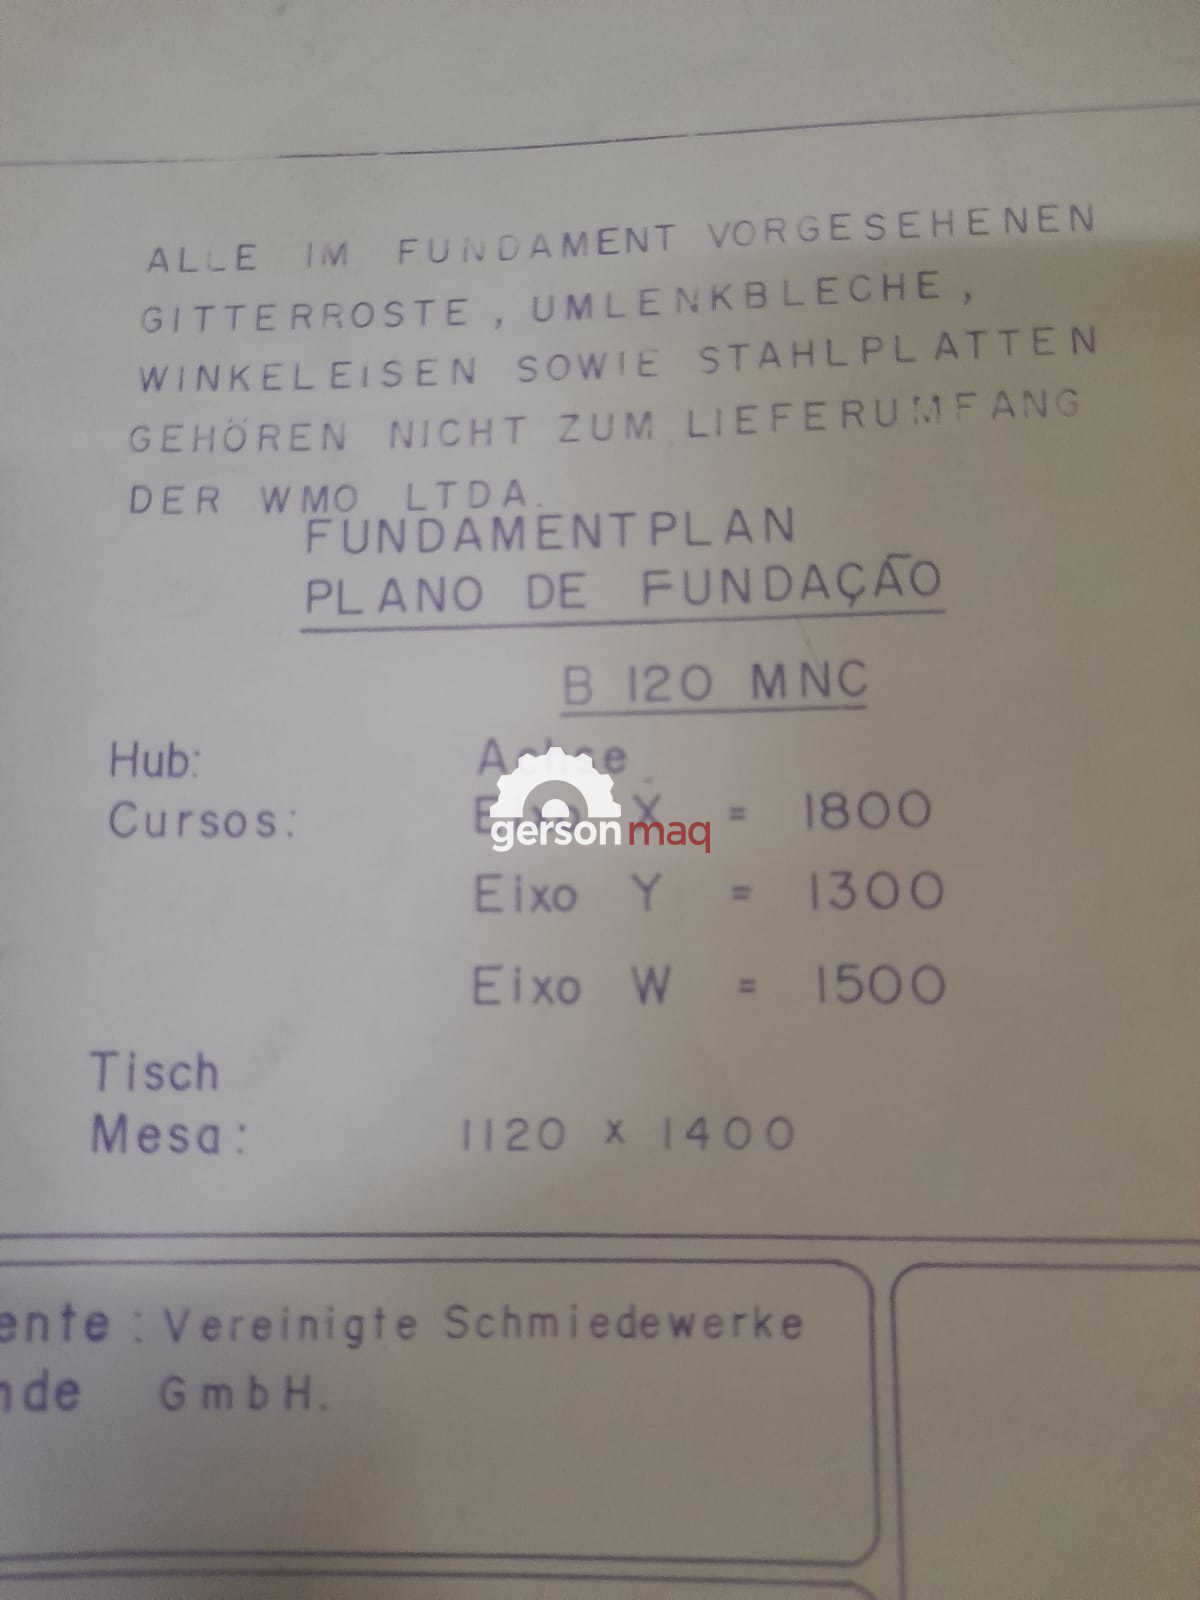 ALLE IM FUNDAMENT VORGESEHENEN
GITTERROSTE, UMLENKBLECHE,
WINKELEISEN SOWIE STAHLPLATTEN
GEHÖREN NICHT ZUM LIEFERUMFANG
DER WMO LTDA.
FUNDAMENTPLAN
PLANO DE FUNDAÇÃO
B 120 MNC
Hub: Achse
Cursos: Eixo X = 1800
gersonmaq
Eixo Y = 1300
Eixo W = 1500
Tisch
Mesa: 1120 x 1400
ente: Vereinigte Schmiedewerke
nde GmbH.